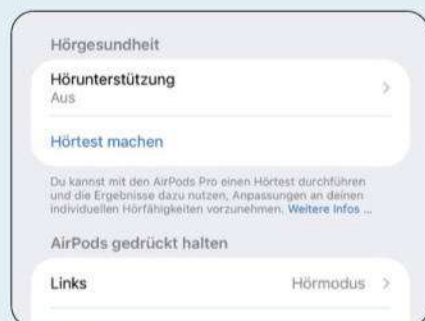 Hörgesundheit
Hörunterstützung
Aus
Hörtest machen
Du kannst mit den AirPods Pro einen Hörtest durchführen
und die Ergebnisse dazu nutzen, Anpassungen an deinen
individuellen Hörfähigkeiten vorzunehmen. Weitere Infos ...
AirPods gedrückt halten
Links Hörmodus